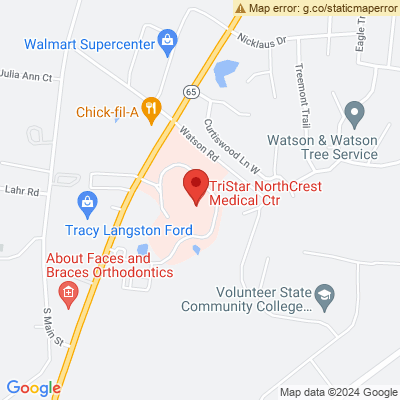 Map error: g.co/staticmaperror
Nicklaus Dr
Eagle Tr
Walmart Supercenter
Julia Ann Ct
Treemont Trail
65
Chick-fil-A
Watson Rd
Curtiswood Ln W
Watson & Watson
Tree Service
Lahr Rd
TriStar NorthCrest
Medical Ctr
Tracy Langston Ford
About Faces and
Braces Orthodontics
Volunteer State
Community College...
S Main St
Google
Map data ©2024 Google